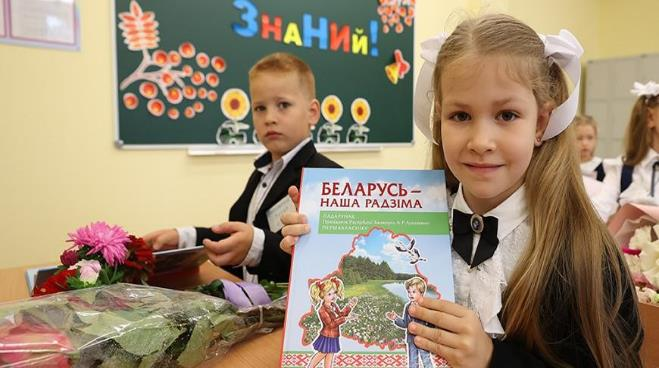 ЗнаНий!
БЕЛАРУСЬ –
НАША РАДЗІМА
ПАДАРУНАК
Прэзідэнта Рэспублікі Беларусь А.Р.Лукашэнкі
ПЕРШАКЛАСНІКУ